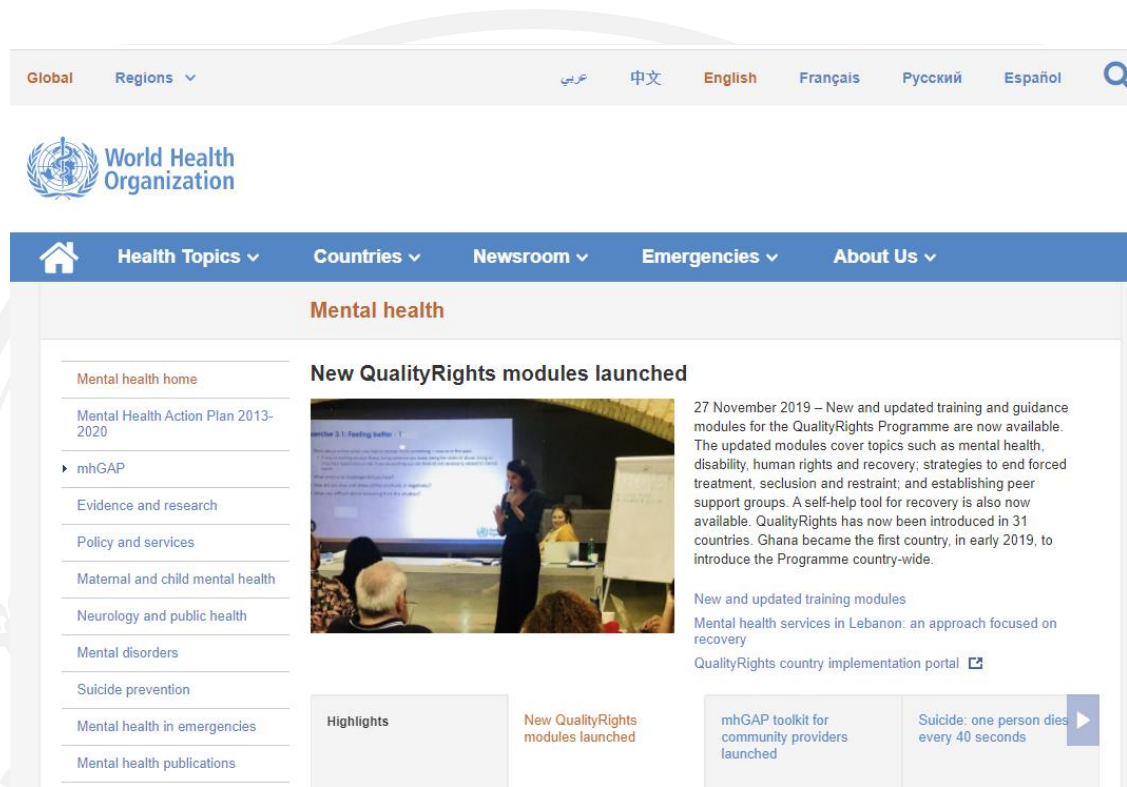 Global Regions عربي 中文 English Français Русский Español
World Health
Organization
Health Topics Countries Newsroom Emergencies About Us
Mental health
Mental health home
Mental Health Action Plan 2013-
2020
mhGAP
Evidence and research
Policy and services
Maternal and child mental health
Neurology and public health
Mental disorders
Suicide prevention
Mental health in emergencies
Mental health publications
New QualityRights modules launched
27 November 2019 – New and updated training and guidance
modules for the QualityRights Programme are now available.
The updated modules cover topics such as mental health,
disability, human rights and recovery; strategies to end forced
treatment, seclusion and restraint; and establishing peer
support groups. A self-help tool for recovery is also now
available. QualityRights has now been introduced in 31
countries. Ghana became the first country, in early 2019, to
introduce the Programme country-wide.
New and updated training modules
Mental health services in Lebanon: an approach focused on
recovery
QualityRights country implementation portal
Highlights
New QualityRights
modules launched
mhGAP toolkit for
community providers
launched
Suicide: one person dies
every 40 seconds